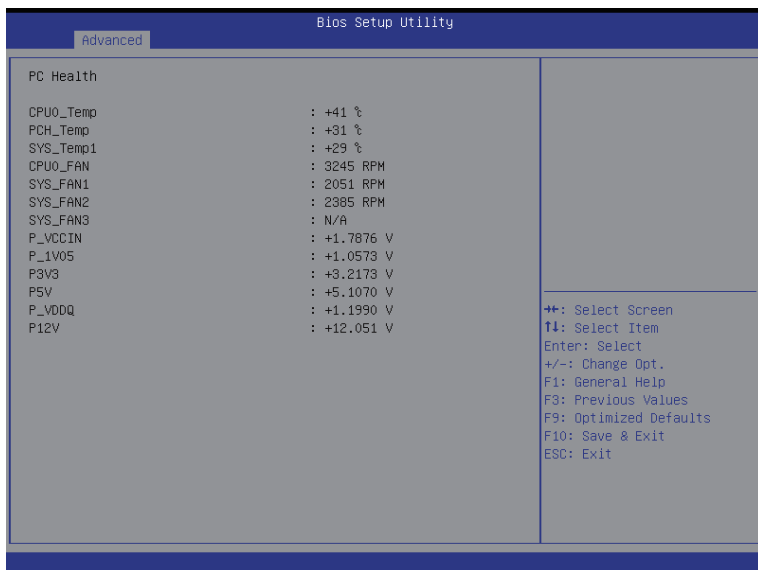 Bios Setup Utility
Advanced
PC Health
CPU0_Temp : +41 ℃
PCH_Temp : +31 ℃
SYS_Temp1 : +29 ℃
CPU0_FAN : 3245 RPM
SYS_FAN1 : 2051 RPM
SYS_FAN2 : 2385 RPM
SYS_FAN3 : N/A
P_VCCIN : +1.7876 V
P_1V05 : +1.0573 V
P3V3 : +3.2173 V
P5V : +5.1070 V
P_VDDQ : +1.1990 V
P12V : +12.051 V
→←: Select Screen
↑↓: Select Item
Enter: Select
+/-: Change Opt.
F1: General Help
F3: Previous Values
F9: Optimized Defaults
F10: Save & Exit
ESC: Exit